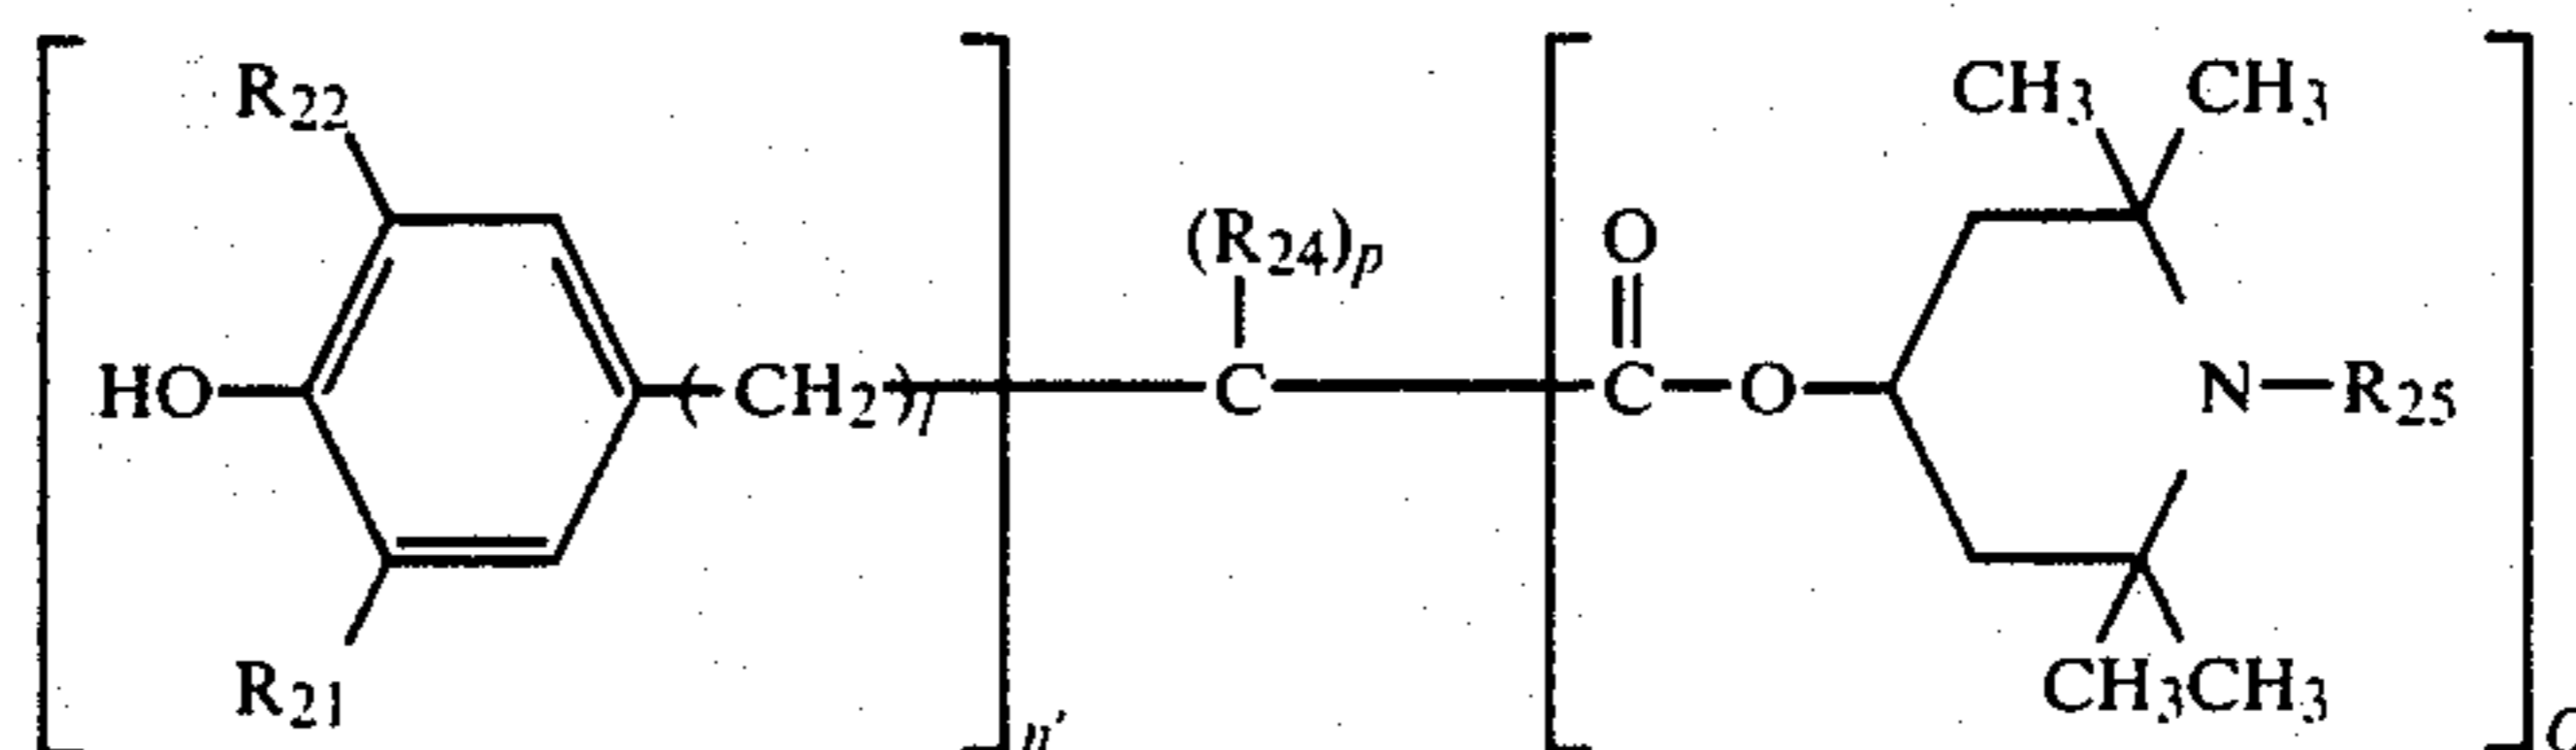 R22 CH3 CH3
(R24)p O
HO (CH2) C C—O N—R25
R21 CH3CH3
n'